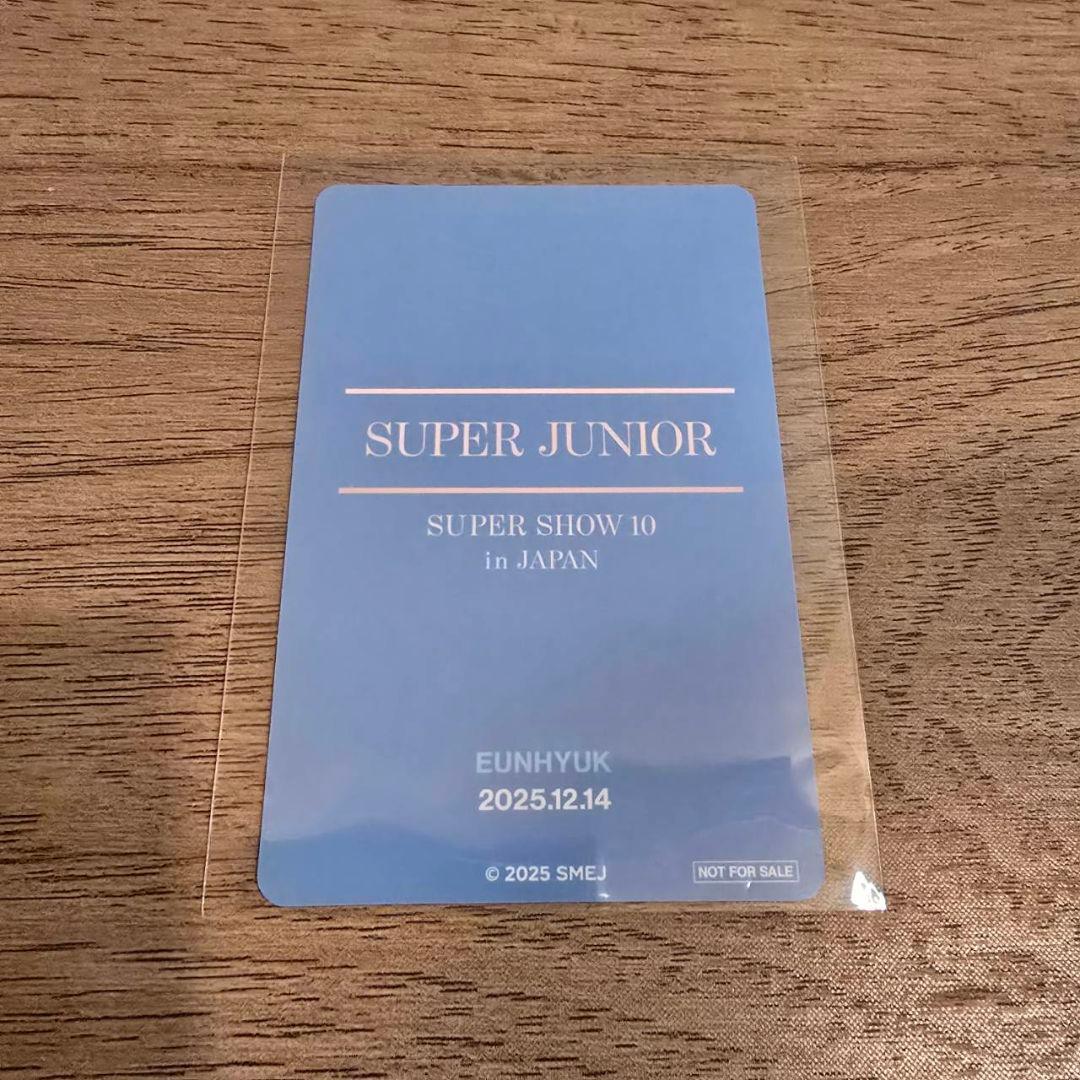 SUPER JUNIOR
SUPER SHOW 10
in JAPAN
EUNHYUK
2025.12.14
© 2025 SMEJ
NOT FOR SALE